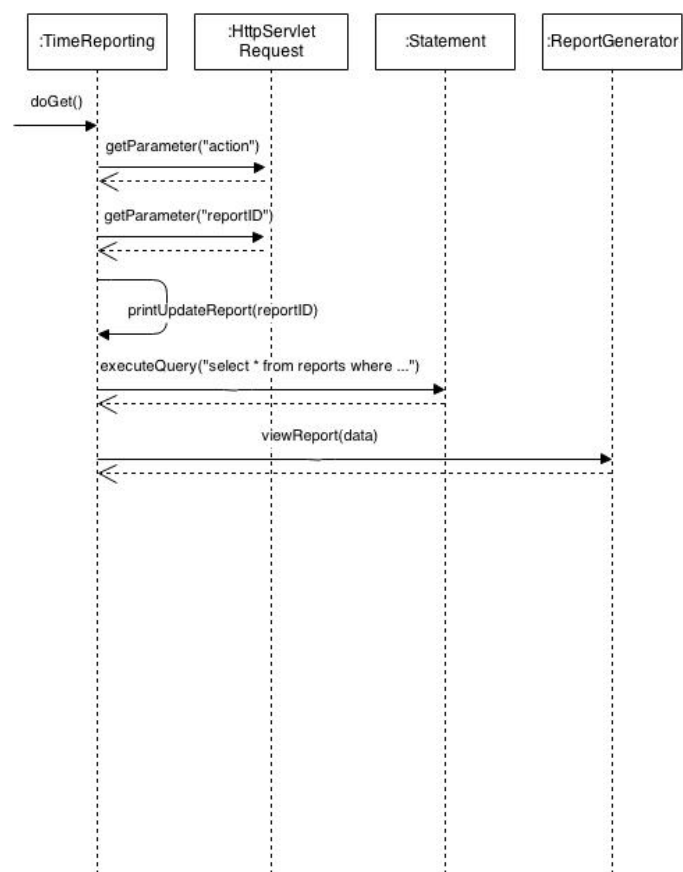 :TimeReporting
:HttpServlet
Request
:Statement
:ReportGenerator
doGet()
getParameter("action")
getParameter("reportID")
printUpdateReport(reportID)
executeQuery("select * from reports where ...")
viewReport(data)